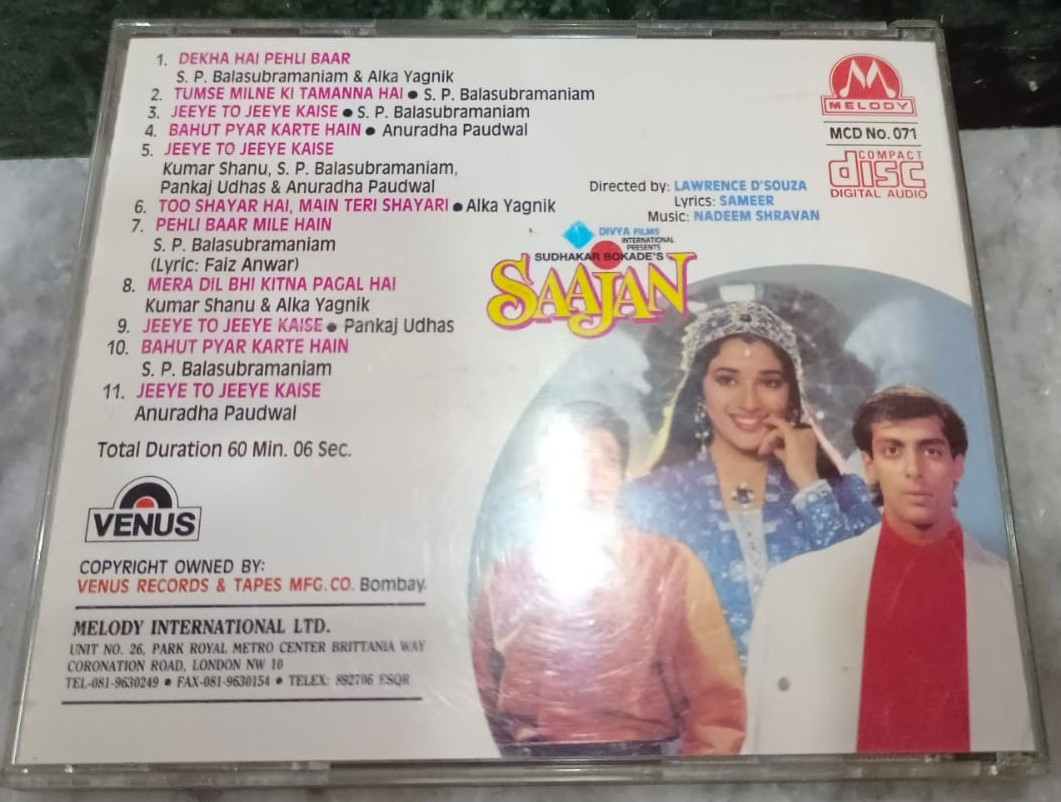 1. DEKHA HAI PEHLI BAAR
S. P. Balasubramaniam & Alka Yagnik
2. TUMSE MILNE KI TAMANNA HAI ● S. P. Balasubramaniam
3. JEEYE TO JEEYE KAISE ● S. P. Balasubramaniam
4. BAHUT PYAR KARTE HAIN ● Anuradha Paudwal
5. JEEYE TO JEEYE KAISE
Kumar Shanu, S. P. Balasubramaniam,
Pankaj Udhas & Anuradha Paudwal
6. TOO SHAYAR HAI, MAIN TERI SHAYARI ● Alka Yagnik
7. PEHLI BAAR MILE HAIN
S. P. Balasubramaniam
(Lyric: Faiz Anwar)
8. MERA DIL BHI KITNA PAGAL HAI
Kumar Shanu & Alka Yagnik
9. JEEYE TO JEEYE KAISE ● Pankaj Udhas
10. BAHUT PYAR KARTE HAIN
S. P. Balasubramaniam
11. JEEYE TO JEEYE KAISE
Anuradha Paudwal
Total Duration 60 Min. 06 Sec.
VENUS
COPYRIGHT OWNED BY:
VENUS RECORDS & TAPES MFG. CO. Bombay
MELODY INTERNATIONAL LTD.
UNIT NO. 26, PARK ROYAL METRO CENTER BRITTANIA WAY
CORONATION ROAD, LONDON NW 10
TEL-081-9630249 ● FAX-081-9630154 ● TELEX: 892706 ESQR
MELODY
MCD No. 071
COMPACT
disc
DIGITAL AUDIO
Directed by: LAWRENCE D'SOUZA
Lyrics: SAMEER
Music: NADEEM SHRAVAN
DIVYA FILMS
INTERNATIONAL
PRESENTS
SUDHAKAR BOKADE'S
SAAJAN